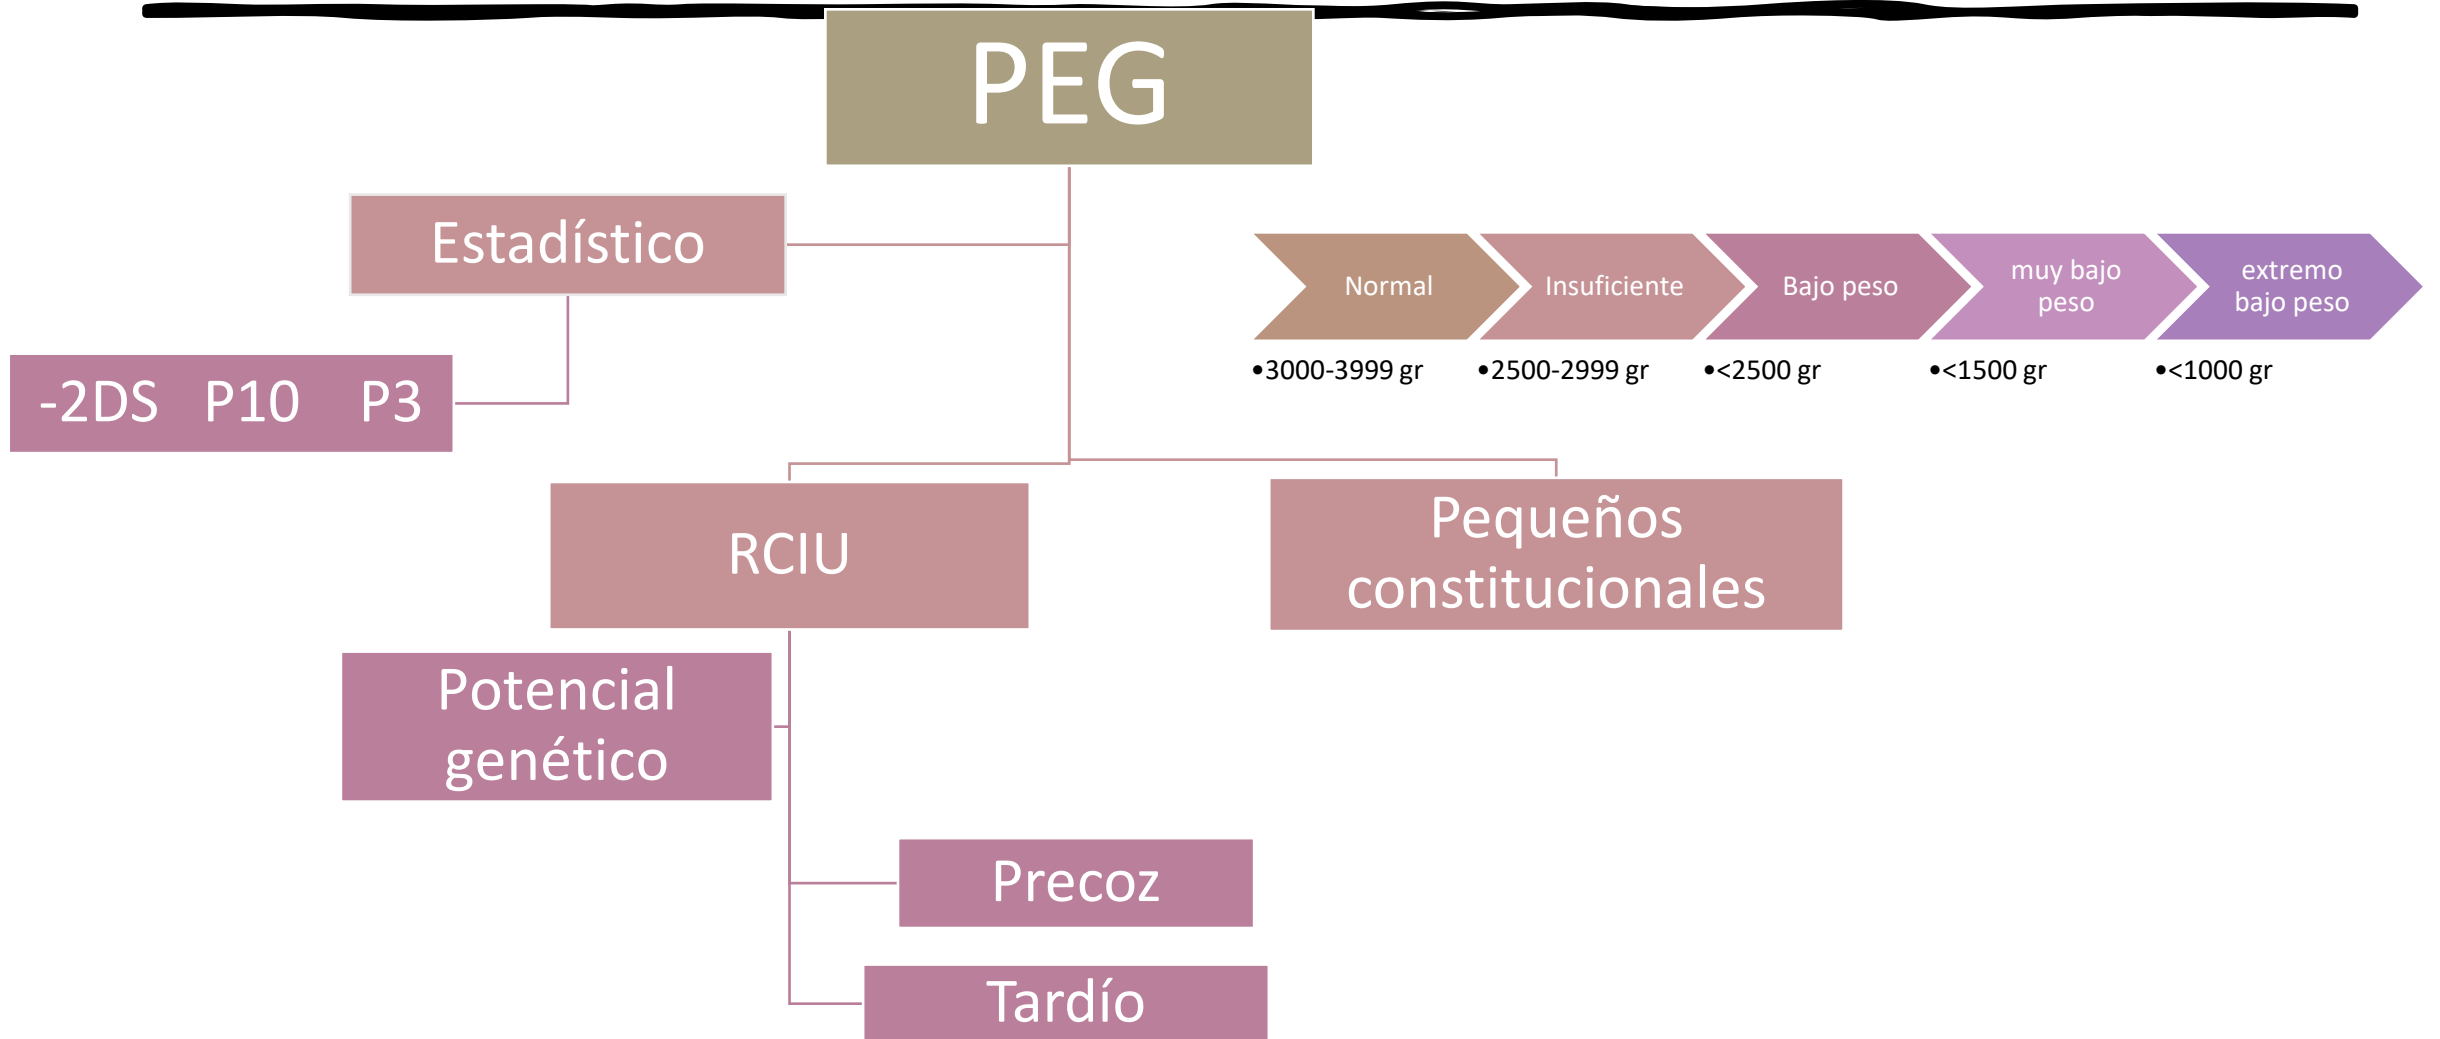 PEG
Estadístico
-2DS P10 P3
Normal
Insuficiente
Bajo peso
muy bajo
peso
extremo
bajo peso
•3000-3999 gr
•2500-2999 gr
•<2500 gr
•<1500 gr
•<1000 gr
RCIU
Pequeños
constitucionales
Potencial
genético
Precoz
Tardío